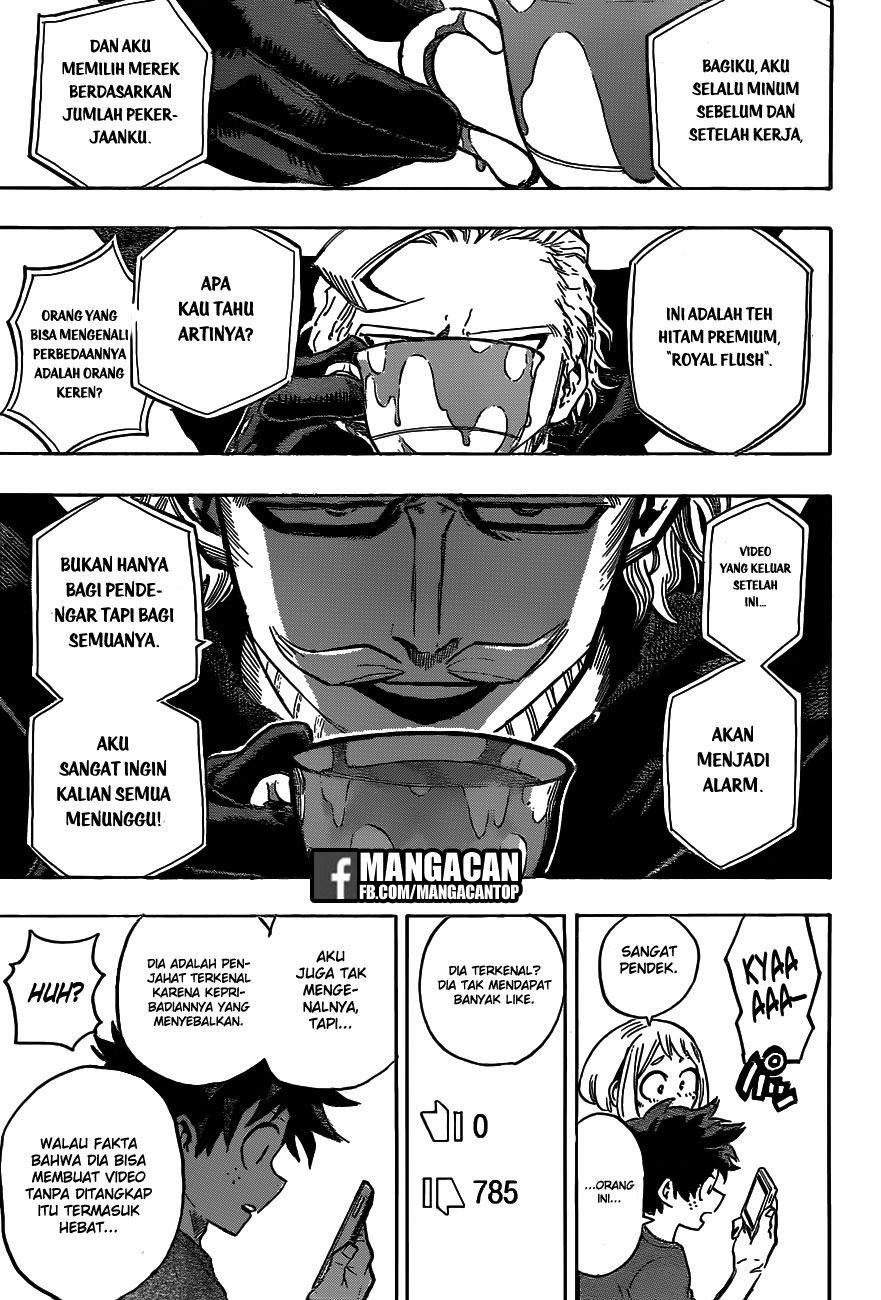 BAGIKU, AKU
SELALU MINUM
SEBELUM DAN
SETELAH KERJA,
DAN AKU
MEMILIH MEREK
BERDASARKAN
JUMLAH PEKER-
JAANKU.
INI ADALAH TEH
HITAM PREMIUM,
"ROYAL FLUSH".
APA
KAU TAHU
ARTINYA?
ORANG YANG
BISA MENGENALI
PERBEDAANNYA
ADALAH ORANG
KEREN?
VIDEO
YANG KELUAR
SETELAH
INI...
AKAN
MENJADI
ALARM.
BUKAN HANYA
BAGI PENDE-
NGAR TAPI BAGI
SEMUANYA.
AKU
SANGAT INGIN
KALIAN SEMUA
MENUNGGU!
MANGACAN
FB.COM/MANGACANTOP
KYAA
AAA—
SANGAT
PENDEK.
...ORANG
INI...
DIA TERKENAL?
DIA TAK MENDAPAT
BANYAK LIKE.
0
785
AKU
JUGA TAK
MENGE-
NALNYA,
TAPI...
DIA ADALAH PEN-
JAHAT TERKENAL
KARENA KEPRI-
BADIANNYA YANG
MENYEBALKAN.
HUH?
WALAU FAKTA
BAHWA DIA BISA
MEMBUAT VIDEO
TANPA DITANGKAP
ITU TERMASUK
HEBAT...